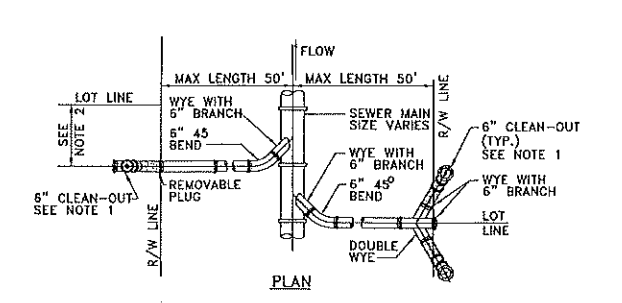 FLOW
MAX LENGTH 50'
MAX LENGTH 50'
LOT LINE
SEE
NOTE 2
WYE WITH
6" BRANCH
6" 45
BEND
SEWER MAIN
SIZE VARIES
R/W LINE
6" CLEAN-OUT
(TYP.)
SEE NOTE 1
WYE WITH
6" BRANCH
6" 45°
BEND
WYE WITH
6" BRANCH
6" CLEAN-OUT
SEE NOTE 1
REMOVABLE
PLUG
R/W LINE
LOT
LINE
DOUBLE
WYE
R/W LINE
PLAN